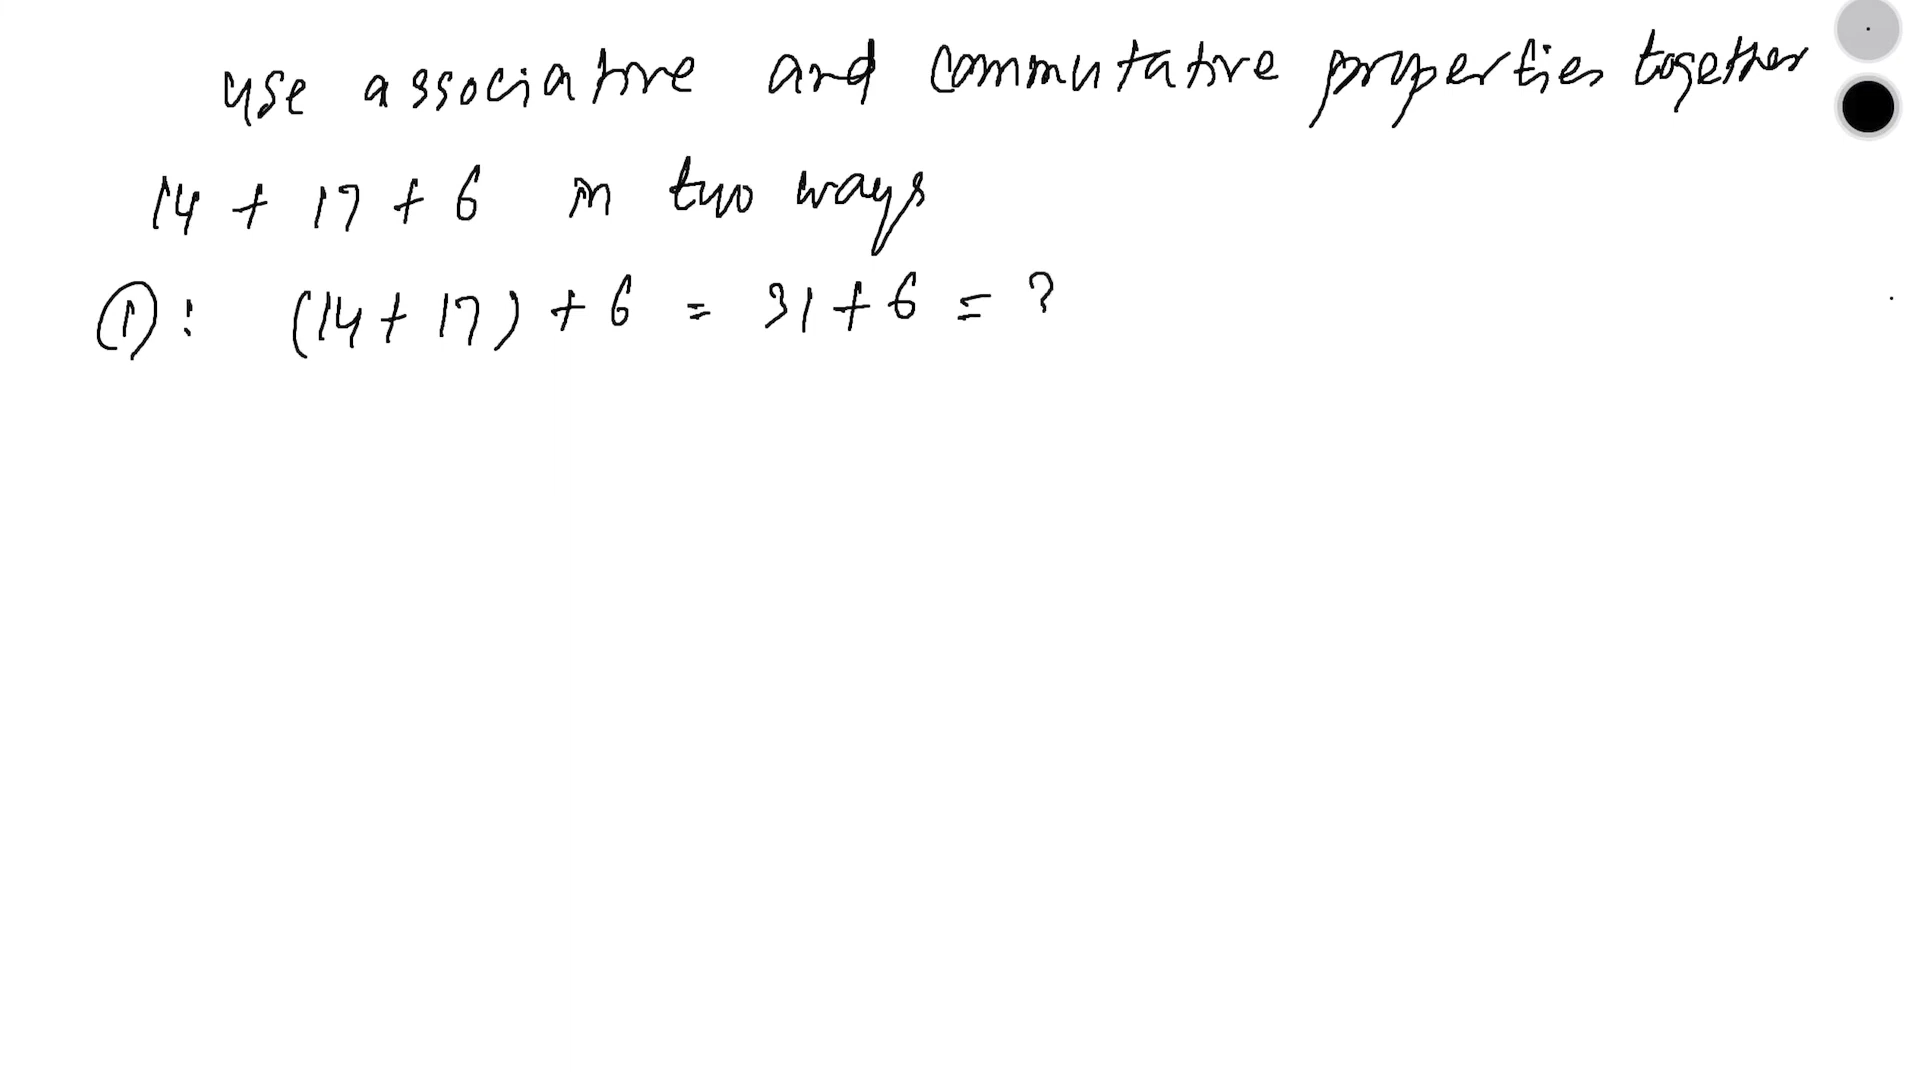 use associative and commutative properties together
14 + 17 + 6 in two ways
①: (14 + 17) + 6 = 31 + 6 = ?